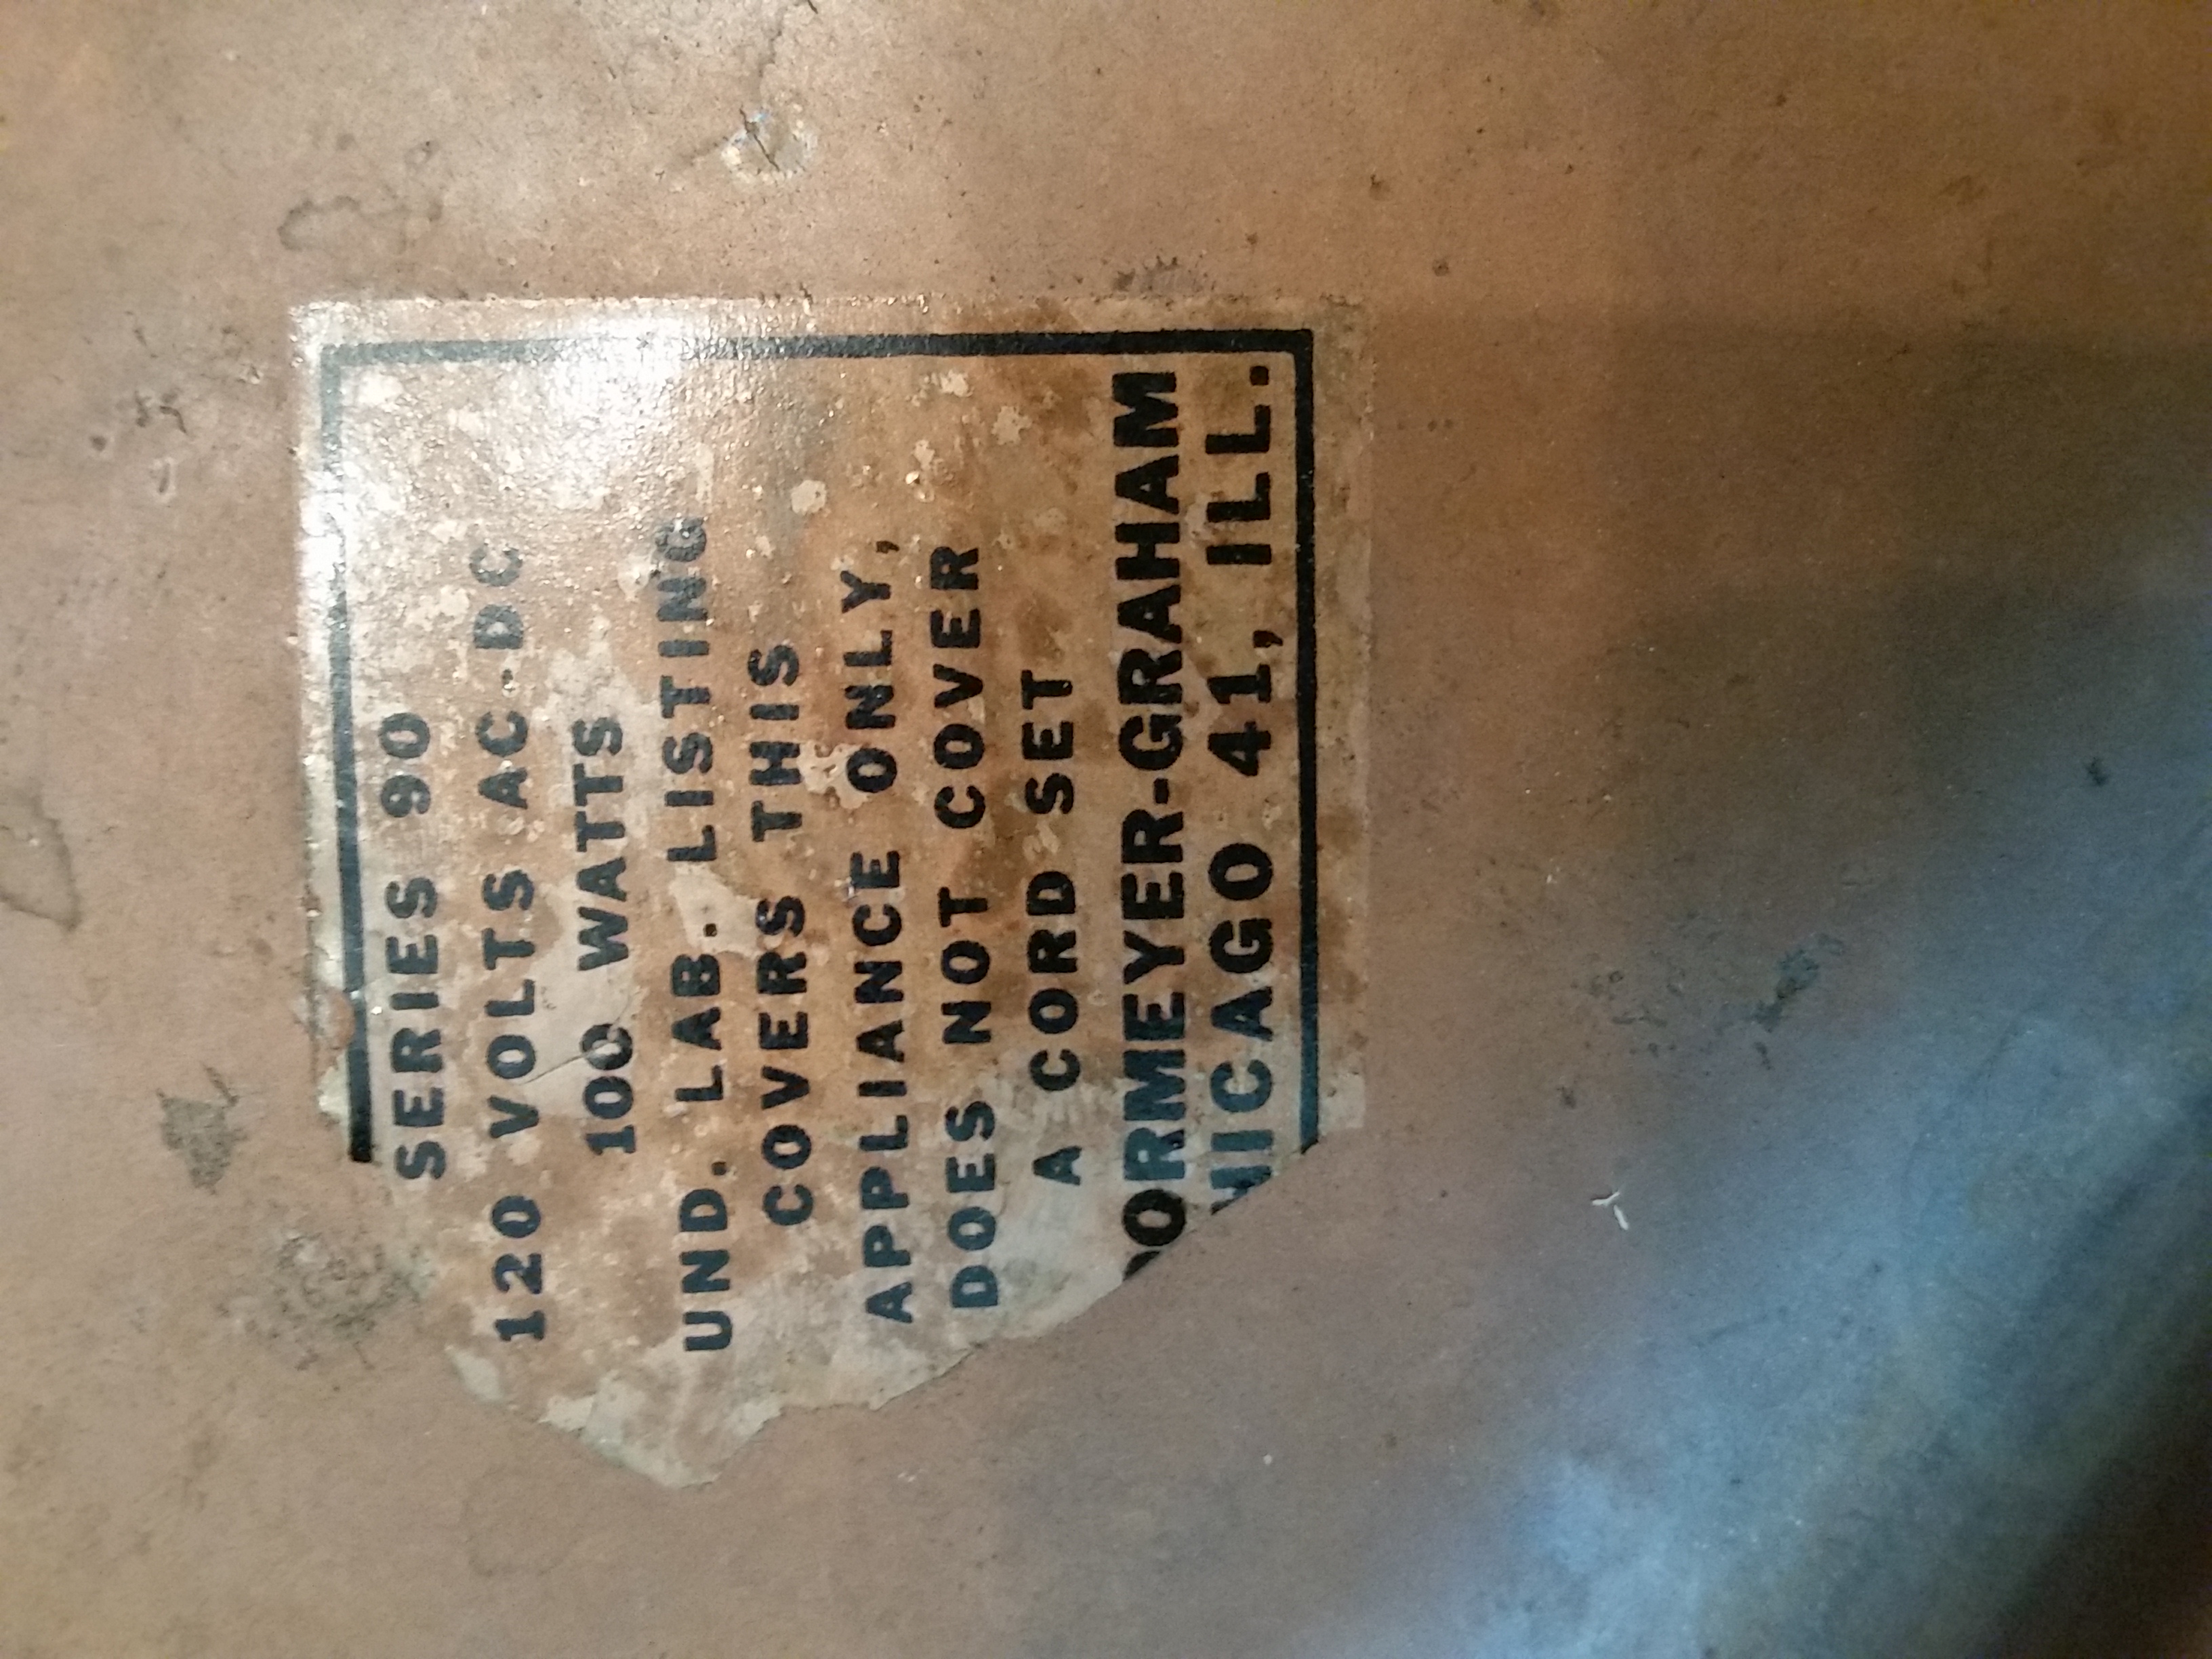 SERIES 90
120 VOLTS AC-DC
100 WATTS
UND. LAB. LISTING
COVERS THIS
APPLIANCE ONLY,
DOES NOT COVER
A CORD SET
ORMEYER-GRAHAM
HICAGO 41, ILL.